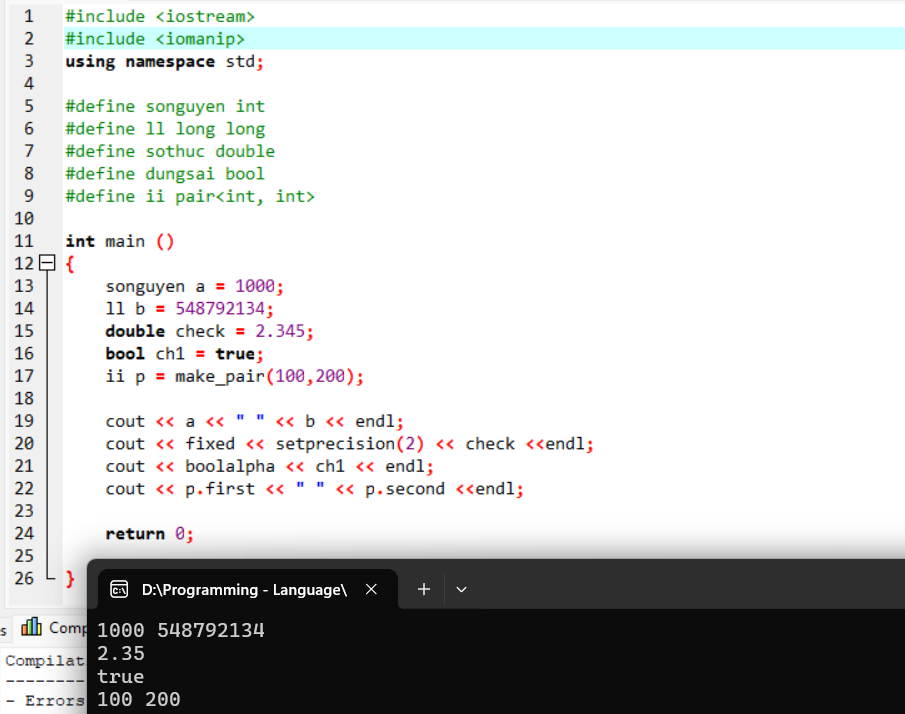 1 #include <iostream>
2 #include <iomanip>
3 using namespace std;
4
5 #define songuyen int
6 #define ll long long
7 #define sothuc double
8 #define dungsai bool
9 #define ii pair<int, int>
10
11 int main ()
12 {
13 songuyen a = 1000;
14 ll b = 548792134;
15 double check = 2.345;
16 bool ch1 = true;
17 ii p = make_pair(100,200);
18
19 cout << a << " " << b << endl;
20 cout << fixed << setprecision(2) << check <<endl;
21 cout << boolalpha << ch1 << endl;
22 cout << p.first << " " << p.second <<endl;
23
24 return 0;
25
26 }
D:\Programming - Language\
s Comp
1000 548792134
2.35
true
100 200
Compilat
--------
- Errors